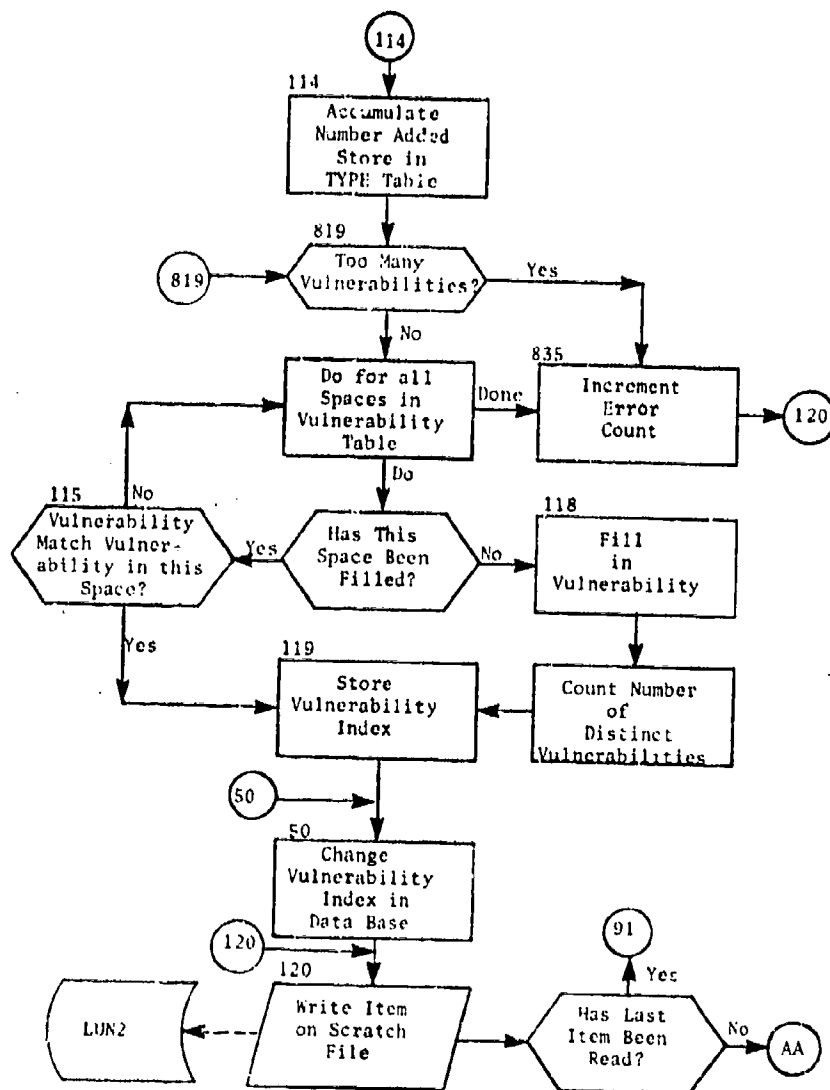 114
114
Accumulate
Number Added
Store in
TYPE Table
819
Too Many
Vulnerabilities?
819
Yes
No
Do for all
Spaces in
Vulnerability
Table
Done
835
Increment
Error
Count
120
Do
No
115
Vulnerability
Match Vulner-
ability in this
Space?
Yes
Has This
Space Been
Filled?
No
118
Fill
in
Vulnerability
Yes
119
Store
Vulnerability
Index
Count Number
of
Distinct
Vulnerabilities
50
50
Change
Vulnerability
Index in
Data Base
120
120
Write Item
on Scratch
File
LUN2
91
Yes
Has Last
Item Been
Read?
No
AA